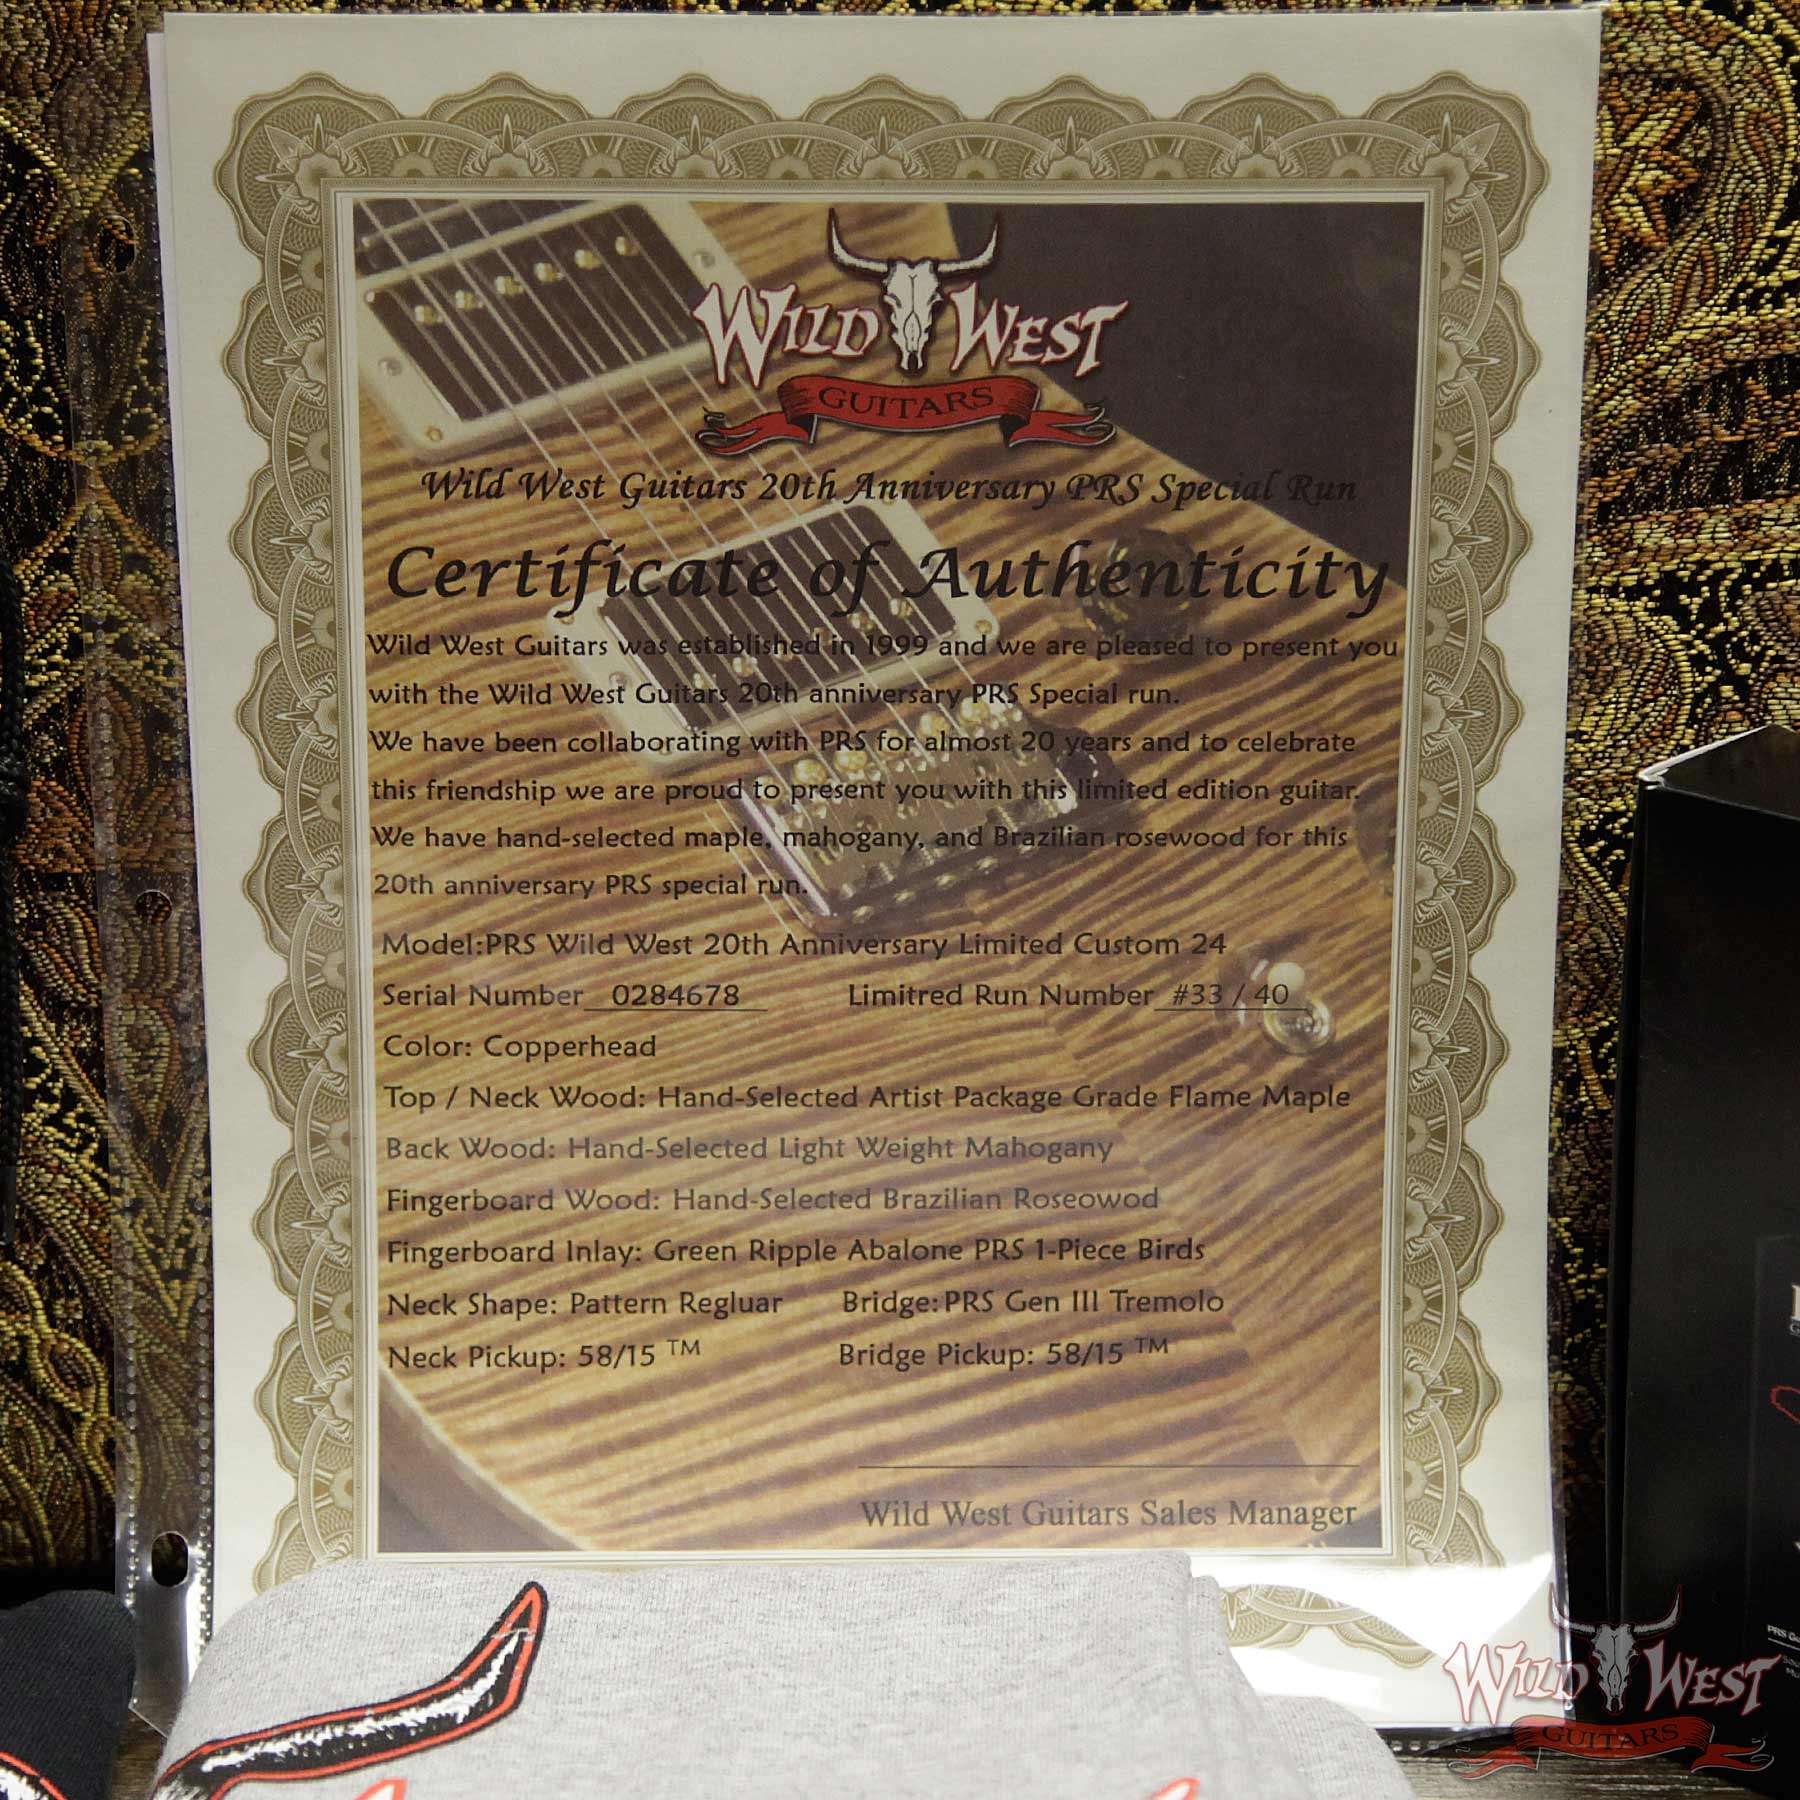 WILD WEST
GUITARS
Wild West Guitars 20th Anniversary PRS Special Run
Certificate of Authenticity
Wild West Guitars was established in 1999 and we are pleased to present you
with the Wild West Guitars 20th anniversary PRS Special run.
We have been collaborating with PRS for almost 20 years and to celebrate
this friendship we are proud to present you with this limited edition guitar.
We have hand-selected maple, mahogany, and Brazilian rosewood for this
20th anniversary PRS special run.
Model:PRS Wild West 20th Anniversary Limited Custom 24
Serial Number 0284678 Limitred Run Number #33 / 40
Color: Copperhead
Top / Neck Wood: Hand-Selected Artist Package Grade Flame Maple
Back Wood: Hand-Selected Light Weight Mahogany
Fingerboard Wood: Hand-Selected Brazilian Roseowod
Fingerboard Inlay: Green Ripple Abalone PRS 1-Piece Birds
Neck Shape: Pattern Regluar Bridge:PRS Gen III Tremolo
Neck Pickup: 58/15 TM Bridge Pickup: 58/15 TM
Wild West Guitars Sales Manager
PRS
WILD WEST
GUITARS